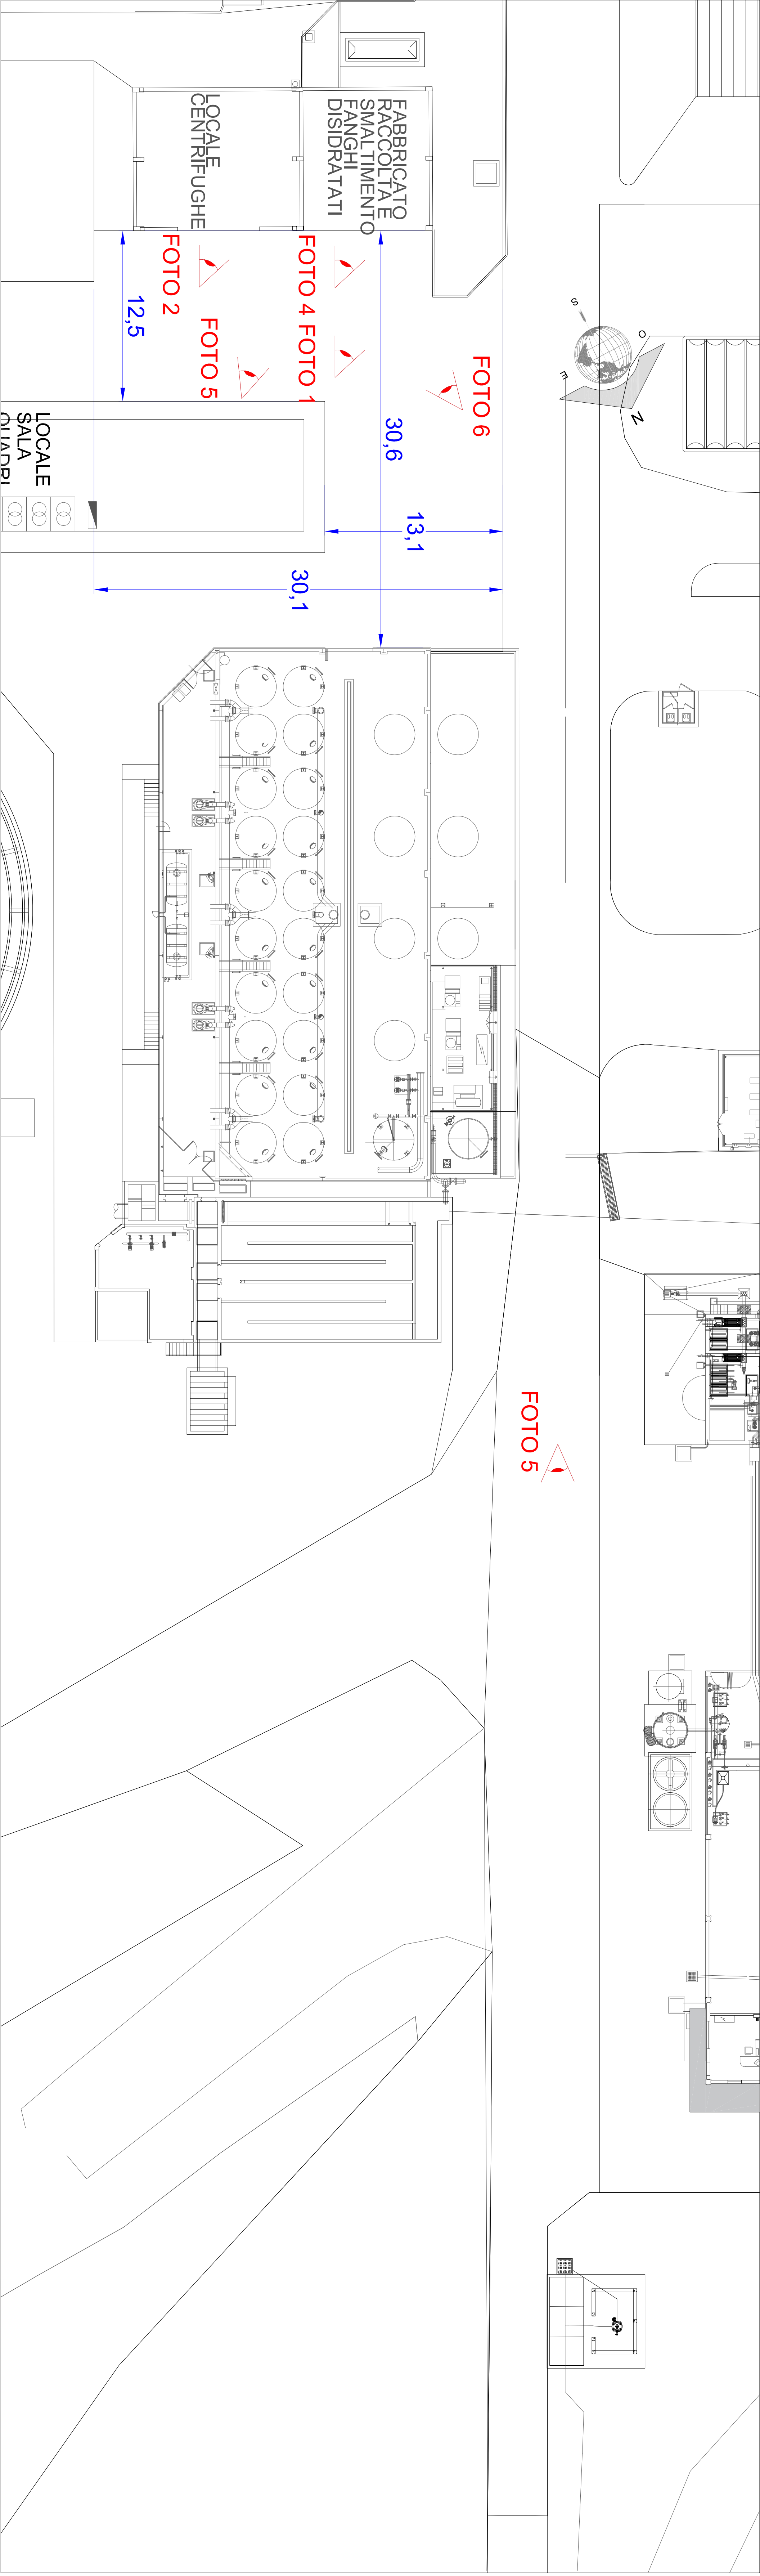 FABBRICATO
RACCOLTA E
SMALTIMENTO
FANGHI
DISIDRATATI
LOCALE
CENTRIFUGHE
FOTO 2
FOTO 4
FOTO 1
FOTO 5
FOTO 6
12,5
30,6
13,1
30,1
LOCALE
SALA
QUADRI
S
O
E
N
FOTO 5